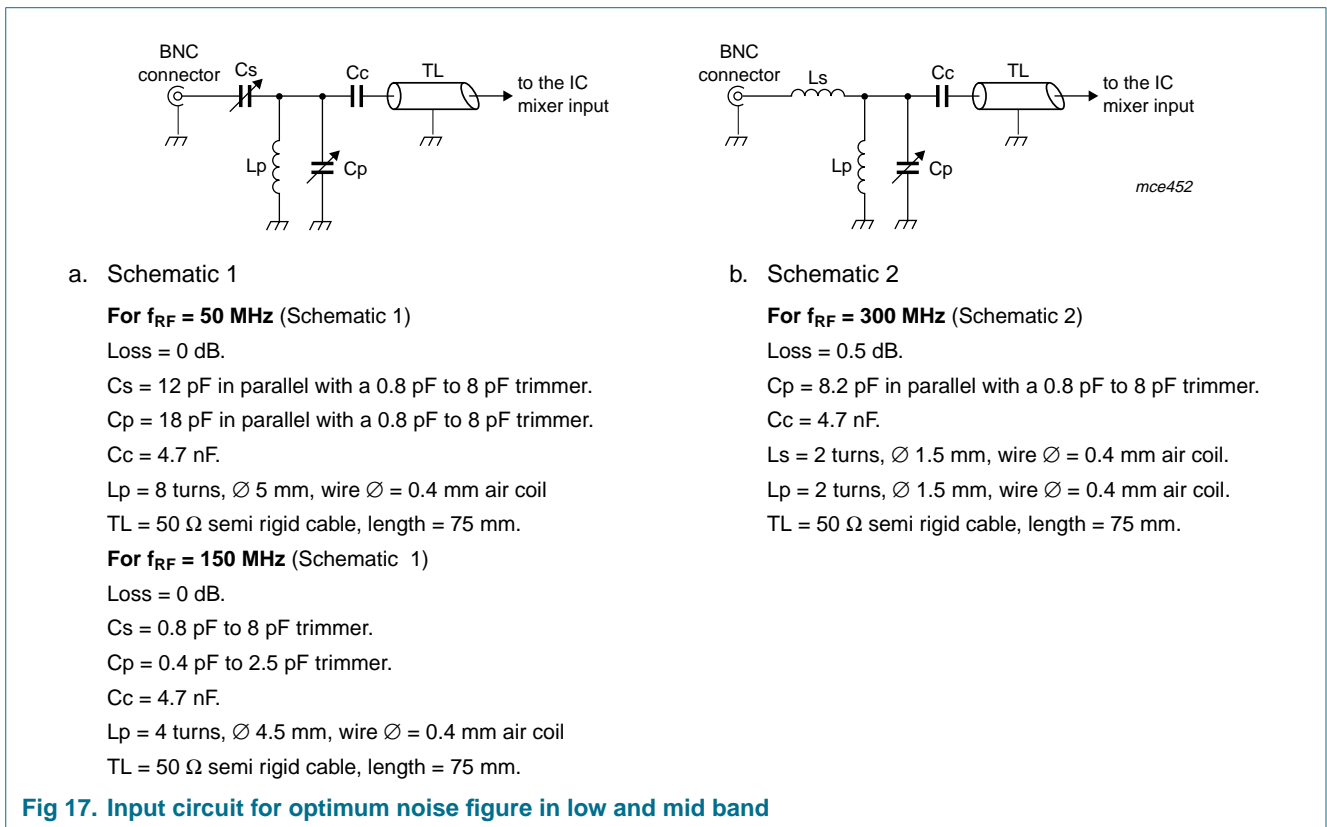 BNC
connector
Cs
Cc
TL
to the IC
mixer input
Lp
Cp
BNC
connector
Ls
Cc
TL
to the IC
mixer input
Lp
Cp
mce452
a. Schematic 1
For fRF = 50 MHz (Schematic 1)
Loss = 0 dB.
Cs = 12 pF in parallel with a 0.8 pF to 8 pF trimmer.
Cp = 18 pF in parallel with a 0.8 pF to 8 pF trimmer.
Cc = 4.7 nF.
Lp = 8 turns, ∅ 5 mm, wire ∅ = 0.4 mm air coil
TL = 50 Ω semi rigid cable, length = 75 mm.
For fRF = 150 MHz (Schematic 1)
Loss = 0 dB.
Cs = 0.8 pF to 8 pF trimmer.
Cp = 0.4 pF to 2.5 pF trimmer.
Cc = 4.7 nF.
Lp = 4 turns, ∅ 4.5 mm, wire ∅ = 0.4 mm air coil
TL = 50 Ω semi rigid cable, length = 75 mm.
b. Schematic 2
For fRF = 300 MHz (Schematic 2)
Loss = 0.5 dB.
Cp = 8.2 pF in parallel with a 0.8 pF to 8 pF trimmer.
Cc = 4.7 nF.
Ls = 2 turns, ∅ 1.5 mm, wire ∅ = 0.4 mm air coil.
Lp = 2 turns, ∅ 1.5 mm, wire ∅ = 0.4 mm air coil.
TL = 50 Ω semi rigid cable, length = 75 mm.
Fig 17. Input circuit for optimum noise figure in low and mid band